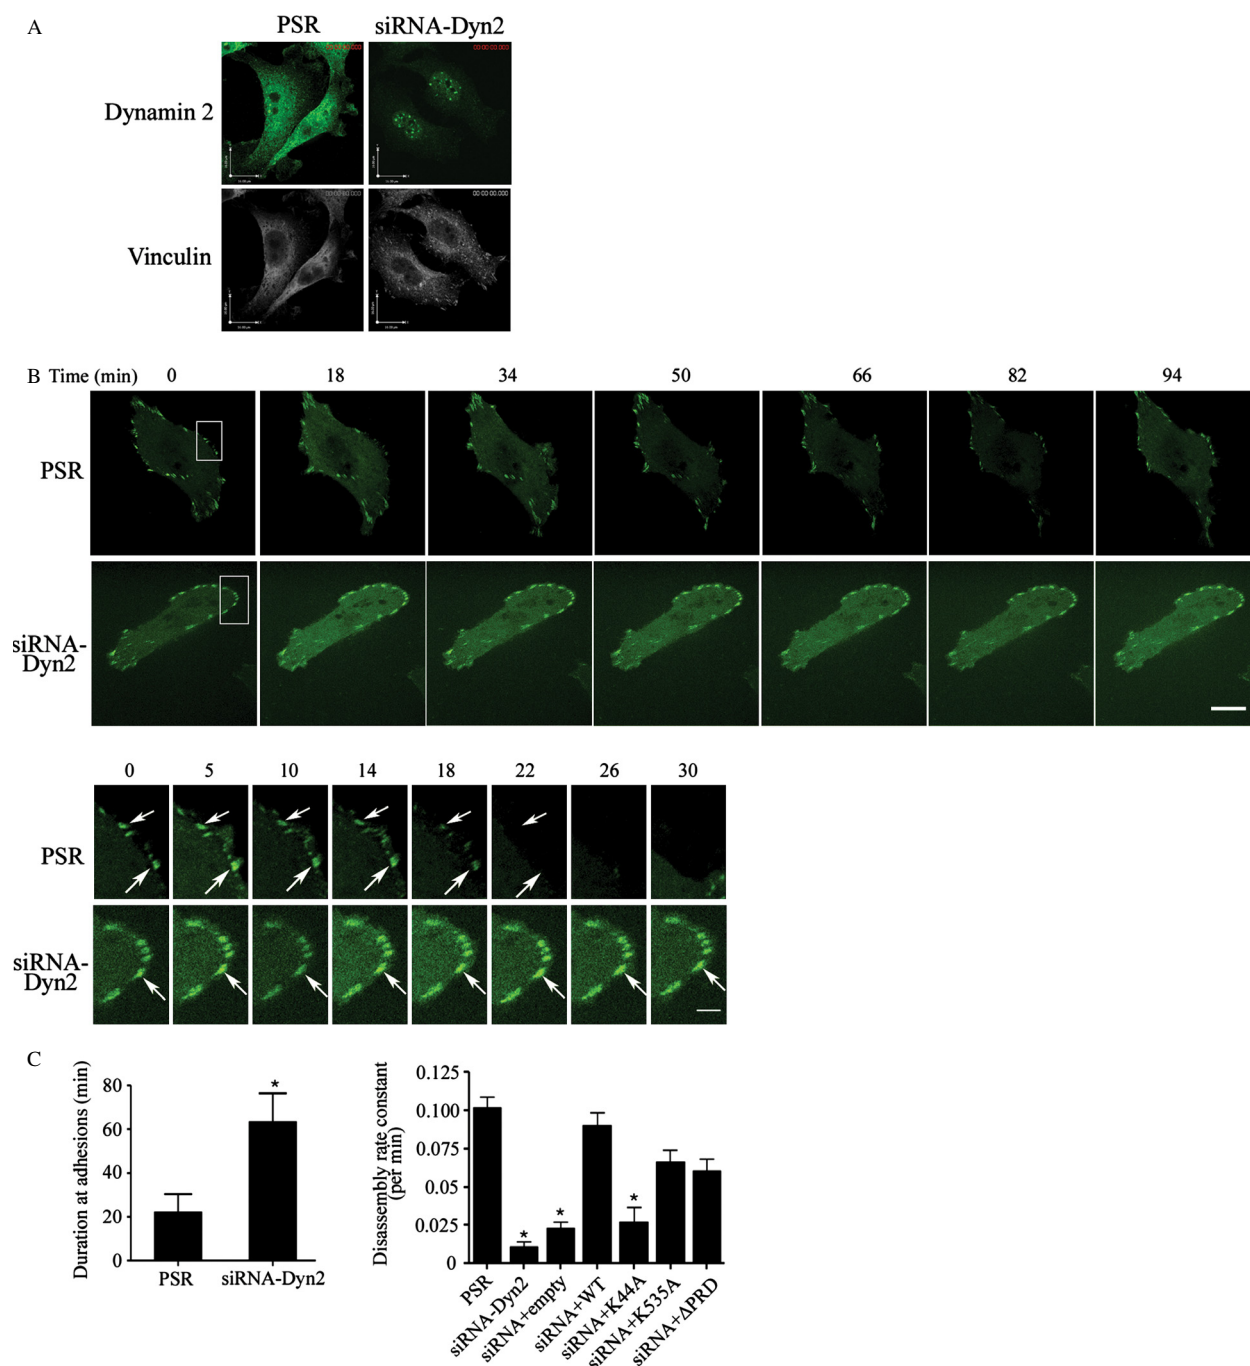 A
PSR siRNA-Dyn2
Dynamin 2
Vinculin
B Time (min) 0 18 34 50 66 82 94
PSR
siRNA-
Dyn2
0 5 10 14 18 22 26 30
PSR
siRNA-
Dyn2
C
Duration at adhesions (min)
80
60
40
20
0
PSR siRNA-Dyn2
Disassembly rate constant
(per min)
0.125
0.100
0.075
0.05
0.025
0
* * * *
PSR
siRNA-Dyn2
siRNA+empty
siRNA+WT
siRNA+K44A
siRNA+K535A
siRNA+ΔPRD